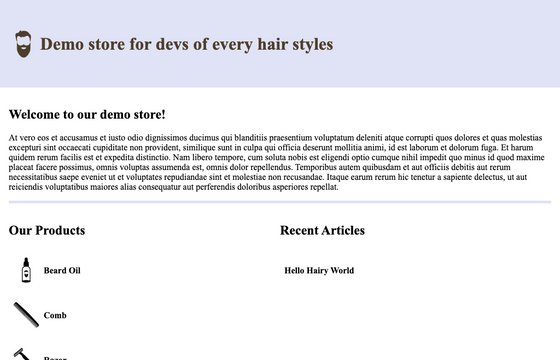 Demo store for devs of every hair styles
Welcome to our demo store!
At vero eos et accusamus et iusto odio dignissimos ducimus qui blanditiis praesentium voluptatum deleniti atque corrupti quos dolores et quas molestias
excepturi sint occaecati cupiditate non provident, similique sunt in culpa qui officia deserunt mollitia animi, id est laborum et dolorum fuga. Et harum
quidem rerum facilis est et expedita distinctio. Nam libero tempore, cum soluta nobis est eligendi optio cumque nihil impedit quo minus id quod maxime
placeat facere possimus, omnis voluptas assumenda est, omnis dolor repellendus. Temporibus autem quibusdam et aut officiis debitis aut rerum
necessitatibus saepe eveniet ut et voluptates repudiandae sint et molestiae non recusandae. Itaque earum rerum hic tenetur a sapiente delectus, ut aut
reiciendis voluptatibus maiores alias consequatur aut perferendis doloribus asperiores repellat.
Our Products
Recent Articles
Beard Oil
Hello Hairy World
Comb
Razor